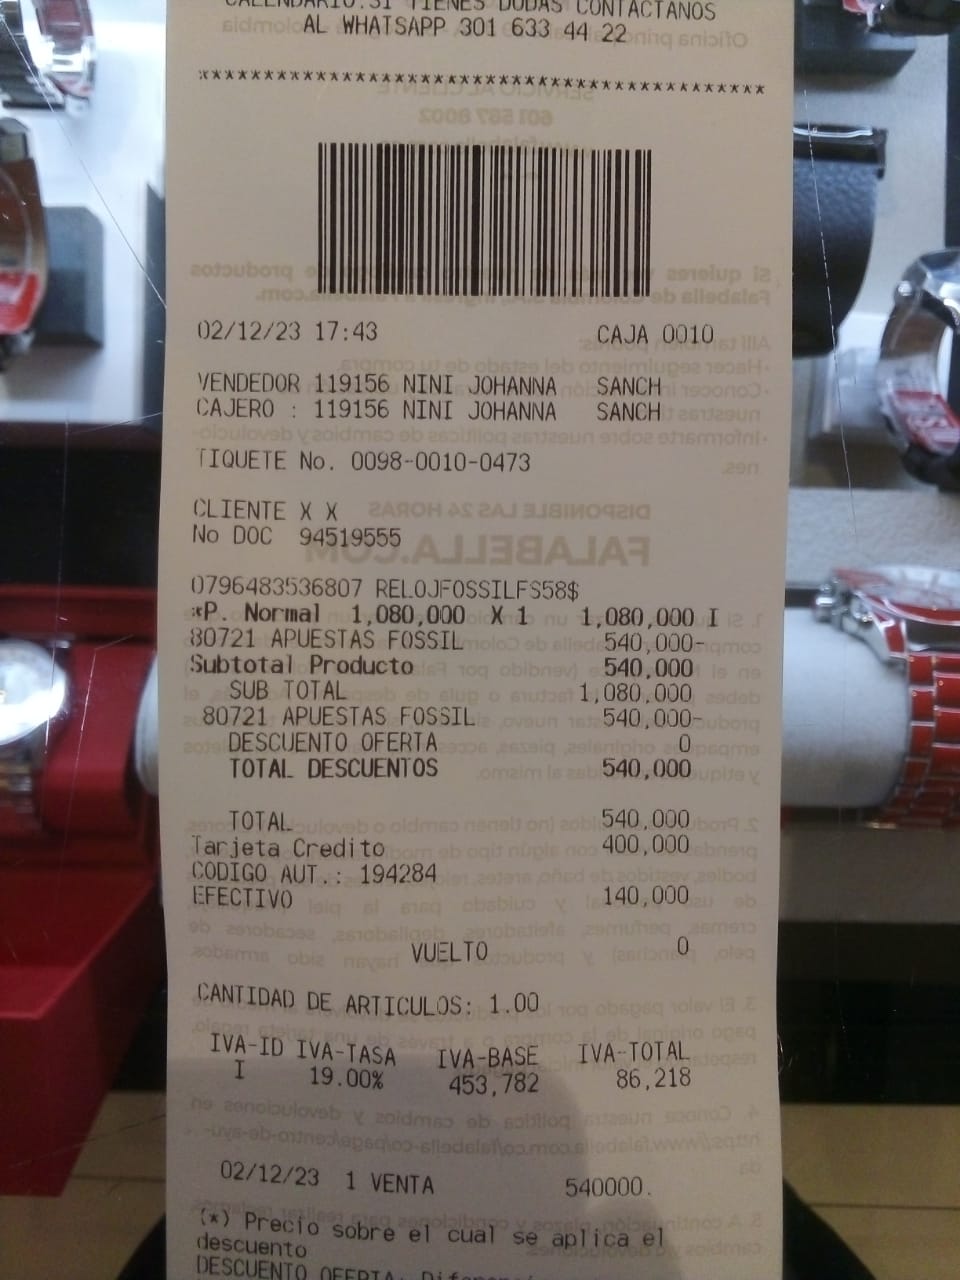 CALENDARIO.SI TIENES DUDAS CONTACTANOS
AL WHATSAPP 301 633 44 22
********************************************
02/12/23 17:43 CAJA 0010
VENDEDOR 119156 NINI JOHANNA SANCH
CAJERO : 119156 NINI JOHANNA SANCH
TIQUETE No. 0098-0010-0473
CLIENTE X X
No DOC 94519555
0796483536807 RELOJFOSSILFS58$
*P. Normal 1,080,000 X 1 1,080,000 I
80721 APUESTAS FOSSIL 540,000-
Subtotal Producto 540,000
SUB TOTAL 1,080,000
80721 APUESTAS FOSSIL 540,000-
DESCUENTO OFERTA 0
TOTAL DESCUENTOS 540,000
TOTAL 540,000
Tarjeta Credito 400,000
CODIGO AUT.: 194284
EFECTIVO 140,000
VUELTO 0
CANTIDAD DE ARTICULOS: 1.00
IVA-ID IVA-TASA IVA-BASE IVA-TOTAL
I 19.00% 453,782 86,218
02/12/23 1 VENTA 540000.
(*) Precio sobre el cual se aplica el
descuento
DESCUENTO OFERTA: